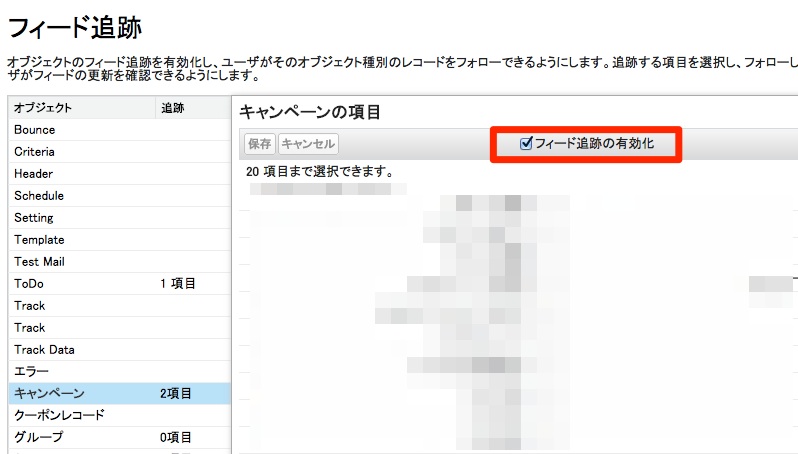 フィード追跡
オブジェクトのフィード追跡を有効化し、ユーザがそのオブジェクト種別のレコードをフォローできるようにします。追跡する項目を選択し、フォローし
ザがフィードの更新を確認できるようにします。
オブジェクト 追跡
Bounce
Criteria
Header
Schedule
Setting
Template
Test Mail
ToDo 1 項目
Track
Track
Track Data
エラー
キャンペーン 2項目
クーポンレコード
グループ 0項目
キャンペーンの項目
保存 キャンセル フィード追跡の有効化
20 項目まで選択できます。